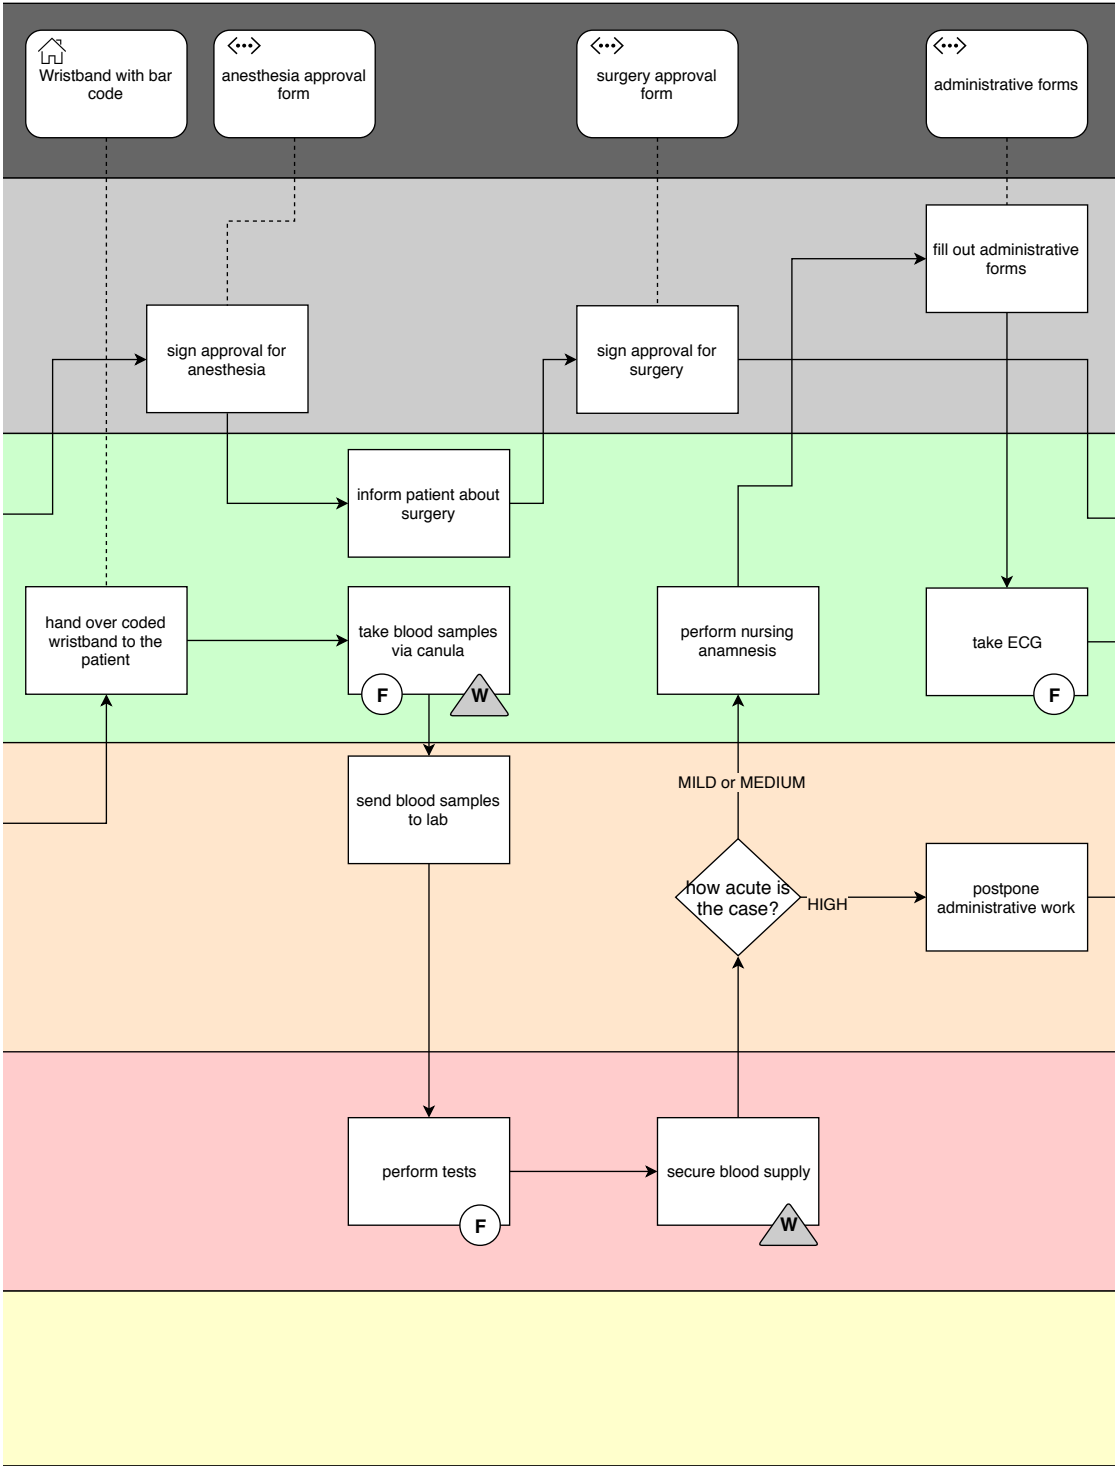 Wristband with bar
code
anesthesia approval
form
surgery approval
form
administrative forms
fill out administrative
forms
sign approval for
anesthesia
sign approval for
surgery
inform patient about
surgery
hand over coded
wristband to the
patient
take blood samples
via canula
F
W
perform nursing
anamnesis
take ECG
F
send blood samples
to lab
MILD or MEDIUM
how acute is
the case?
HIGH
postpone
administrative work
perform tests
F
secure blood supply
W